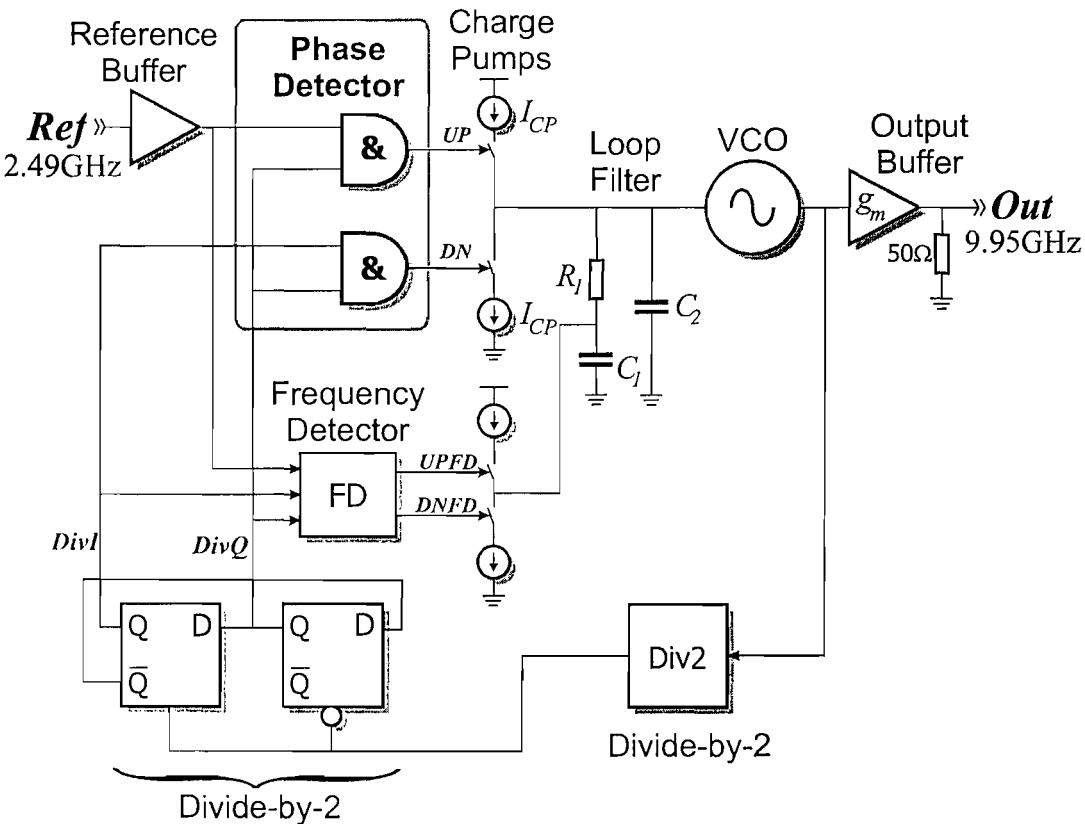 Reference
Buffer
Phase
Detector
Charge
Pumps
Ref
2.49GHz
&
UP
I_CP
Loop
Filter
VCO
Output
Buffer
g_m
Out
9.95GHz
50Ω
&
DN
I_CP
R_1
C_2
C_1
Frequency
Detector
FD
UPFD
DNFD
DivI
DivQ
Q D
Q̅
Q D
Q̅
Div2
Divide-by-2
Divide-by-2